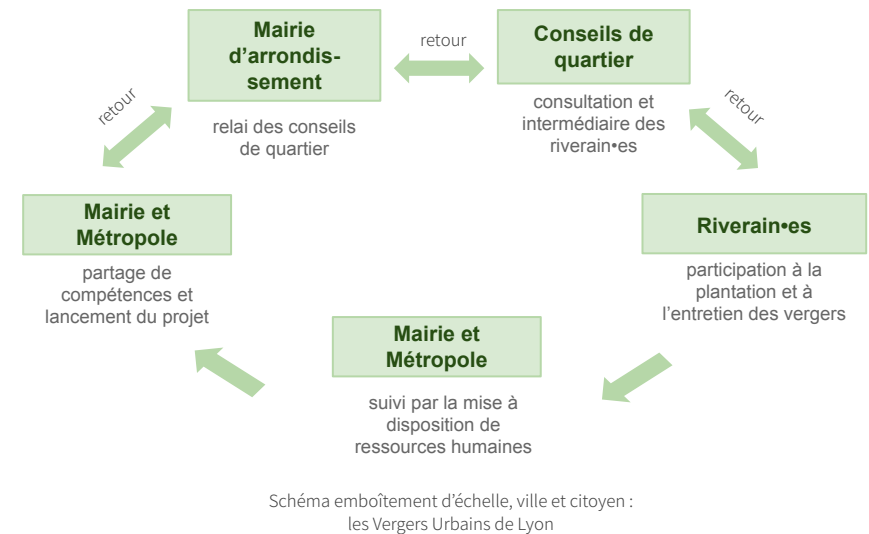 Mairie
d’arrondis-
sement
relai des conseils
de quartier
retour
Conseils de
quartier
consultation et
intermédiaire des
riverain•es
retour
retour
Mairie et
Métropole
partage de
compétences et
lancement du projet
Riverain•es
participation à la
plantation et à
l’entretien des vergers
Mairie et
Métropole
suivi par la mise à
disposition de
ressources humaines
Schéma emboîtement d’échelle, ville et citoyen :
les Vergers Urbains de Lyon